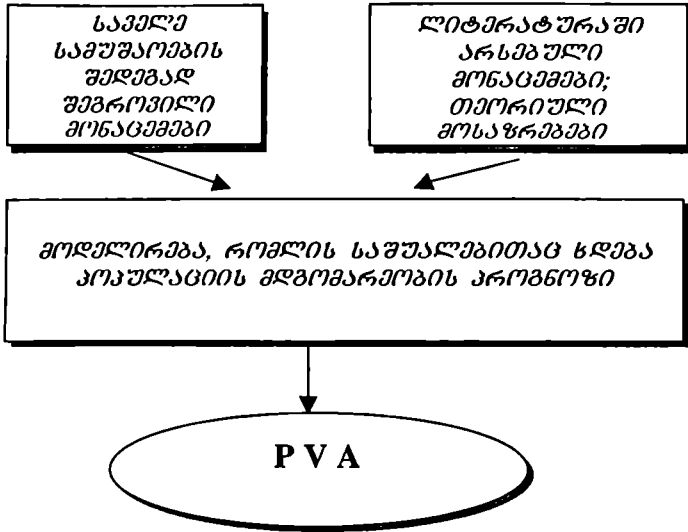 საველე
სამუშაოების
შედეგად
შეგროვილი
მონაცემები
ლიტერატურაში
არსებული
მონაცემები;
თეორიული
მოსაზრებები
მოდელირება, რომლის საშუალებითაც ხდება
პოპულაციის მდგომარეობის პროგნოზი
P V A